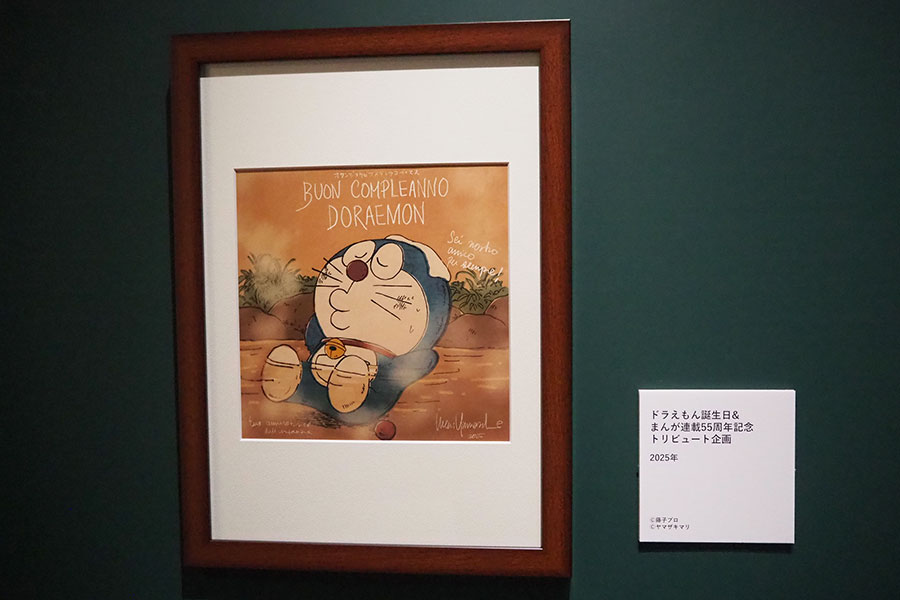 BUON COMPLEANNO
DORAEMON
Sei nostro
amico
per sempre!
2025
ドラえもん誕生日&
まんが連載55周年記念
トリビュート企画
2025年
©藤子プロ
©ヤマザキマリ